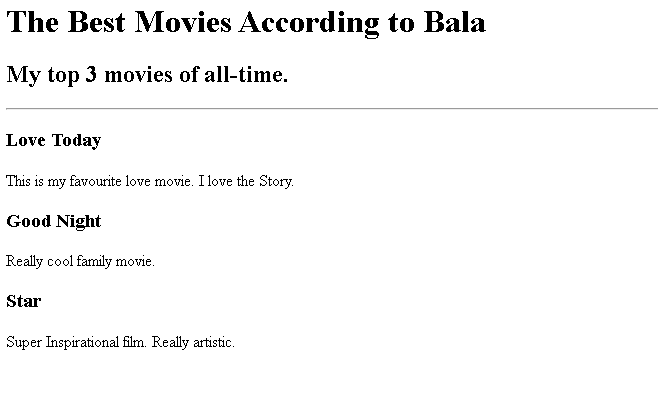 The Best Movies According to Bala
My top 3 movies of all-time.
Love Today
This is my favourite love movie. I love the Story.
Good Night
Really cool family movie.
Star
Super Inspirational film. Really artistic.